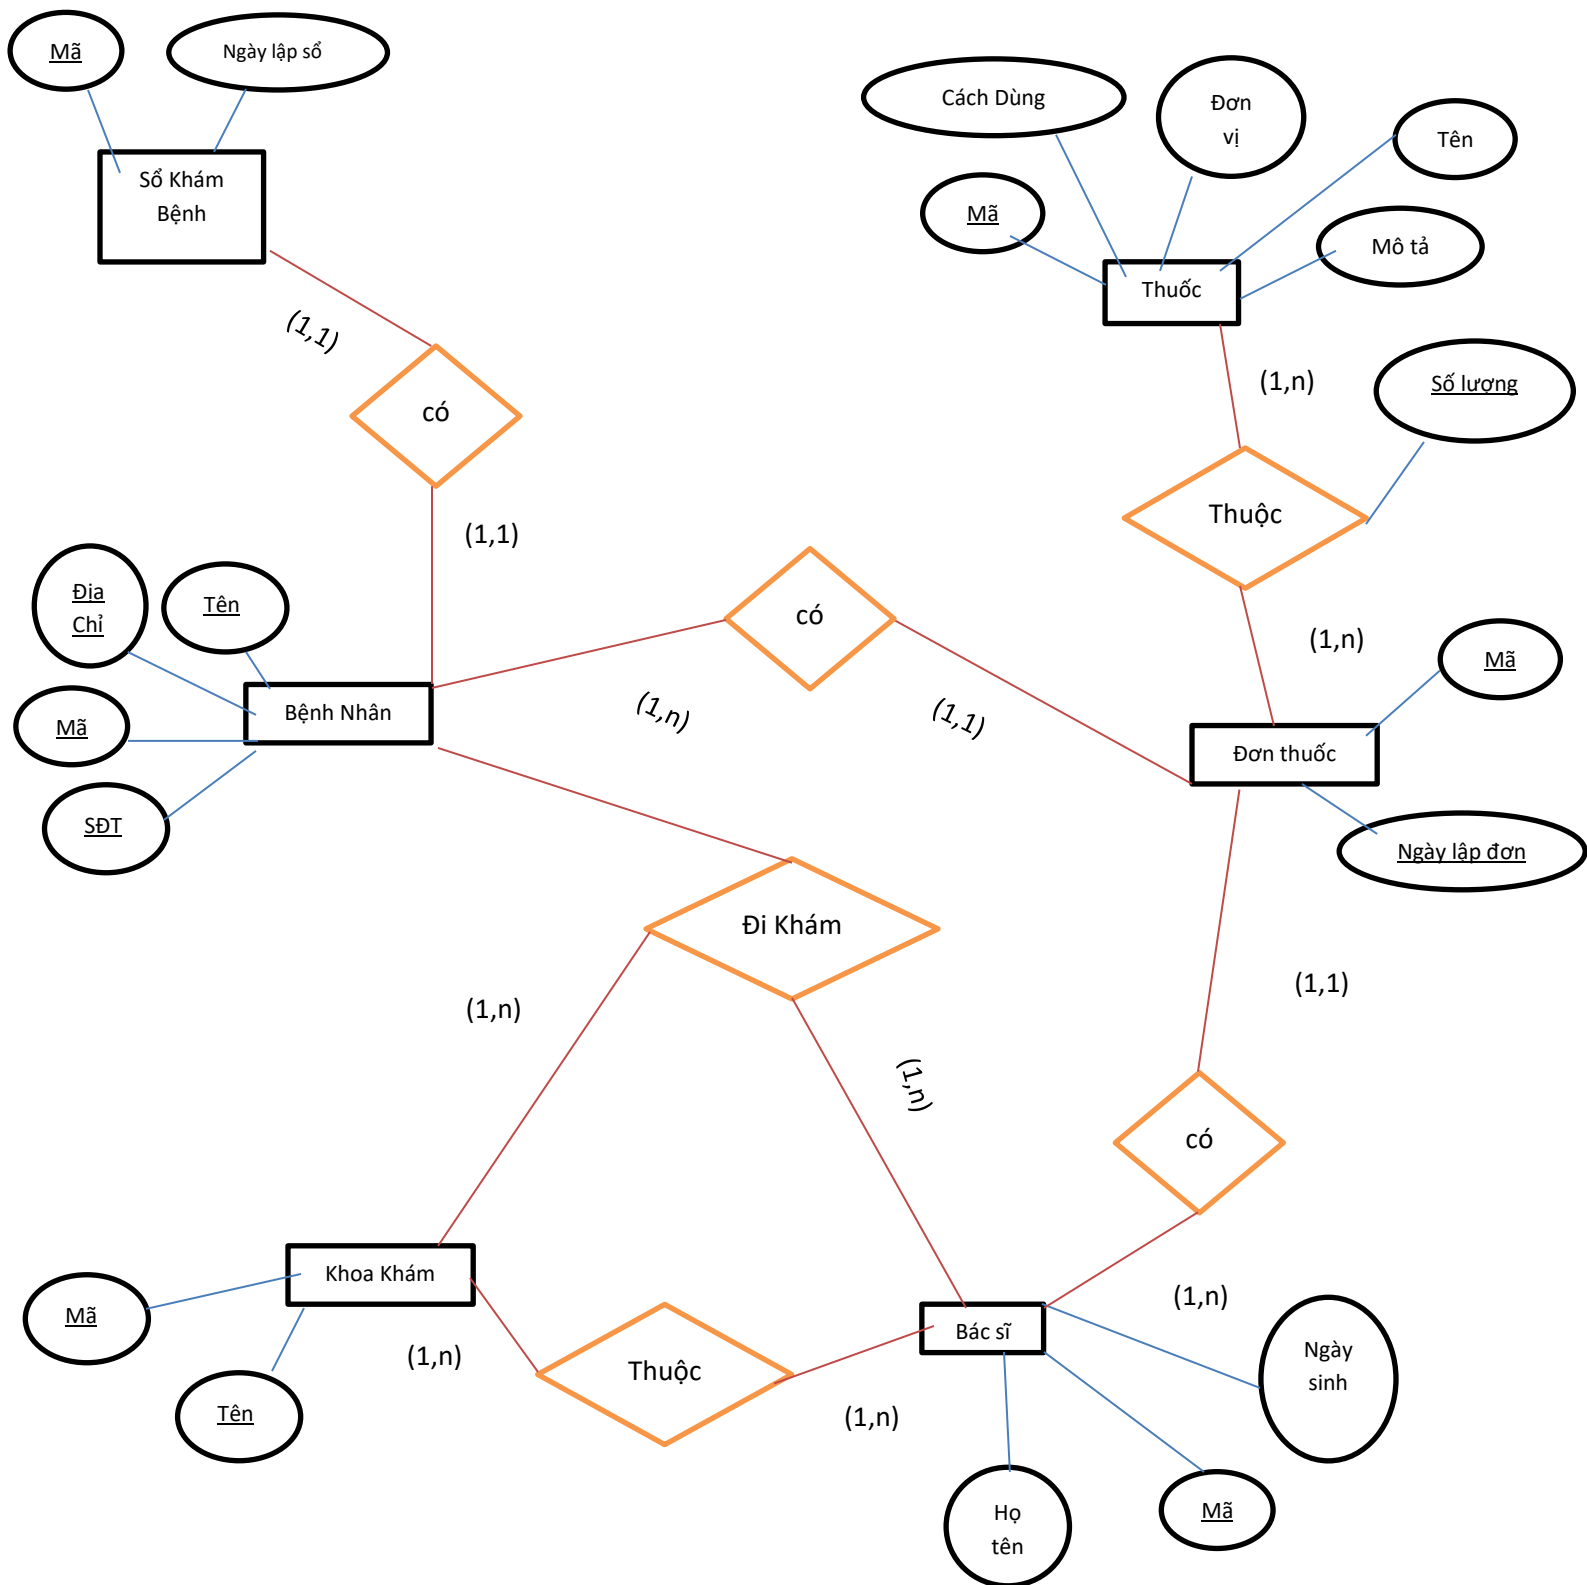 Mã
Ngày lập sổ
Sổ Khám
Bệnh
Cách Dùng
Đơn
vị
Tên
Mã
Mô tả
Thuốc
(1,1)
có
(1,n)
Số lượng
Thuộc
(1,1)
Địa
Chỉ
Tên
có
(1,n)
Mã
Mã
Bệnh Nhân
(1,n)
(1,1)
Đơn thuốc
SĐT
Ngày lập đơn
Đi Khám
(1,n)
(1,1)
(1,n)
có
Khoa Khám
Mã
(1,n)
Bác sĩ
(1,n)
Thuộc
Ngày
sinh
Tên
(1,n)
Họ
tên
Mã